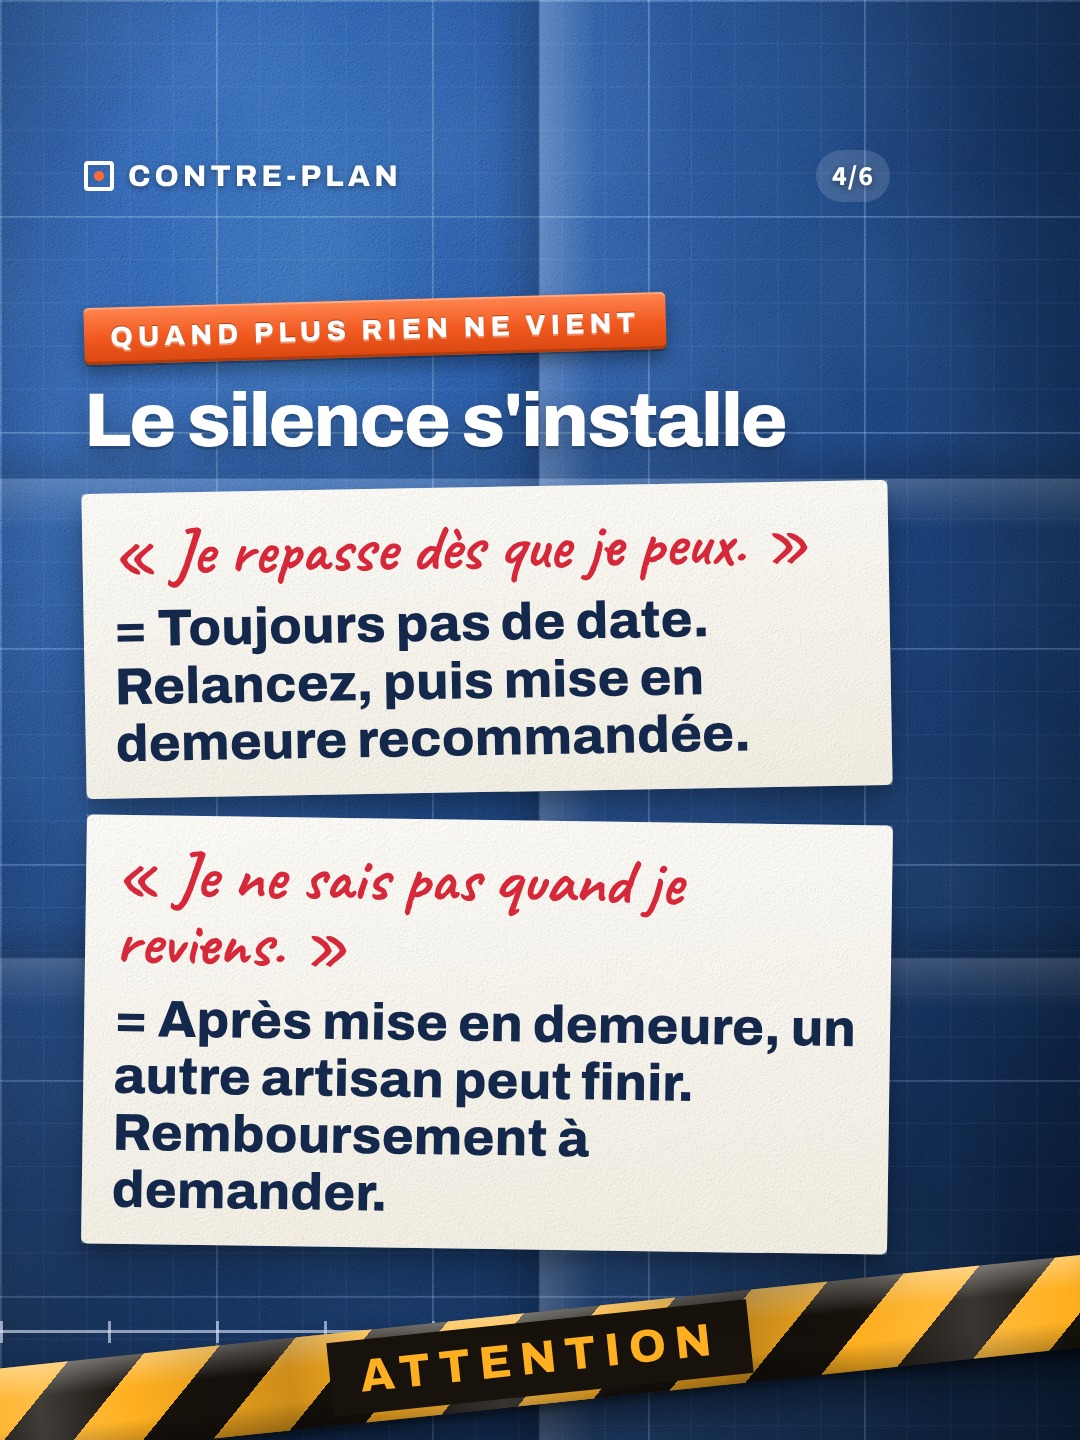 CONTRE-PLAN
4/6
QUAND PLUS RIEN NE VIENT
Le silence s'installe
« Je repasse dès que je peux. »
= Toujours pas de date.
Relancez, puis mise en
demeure recommandée.
« Je ne sais pas quand je
reviens. »
= Après mise en demeure, un
autre artisan peut finir.
Remboursement à
demander.
ATTENTION